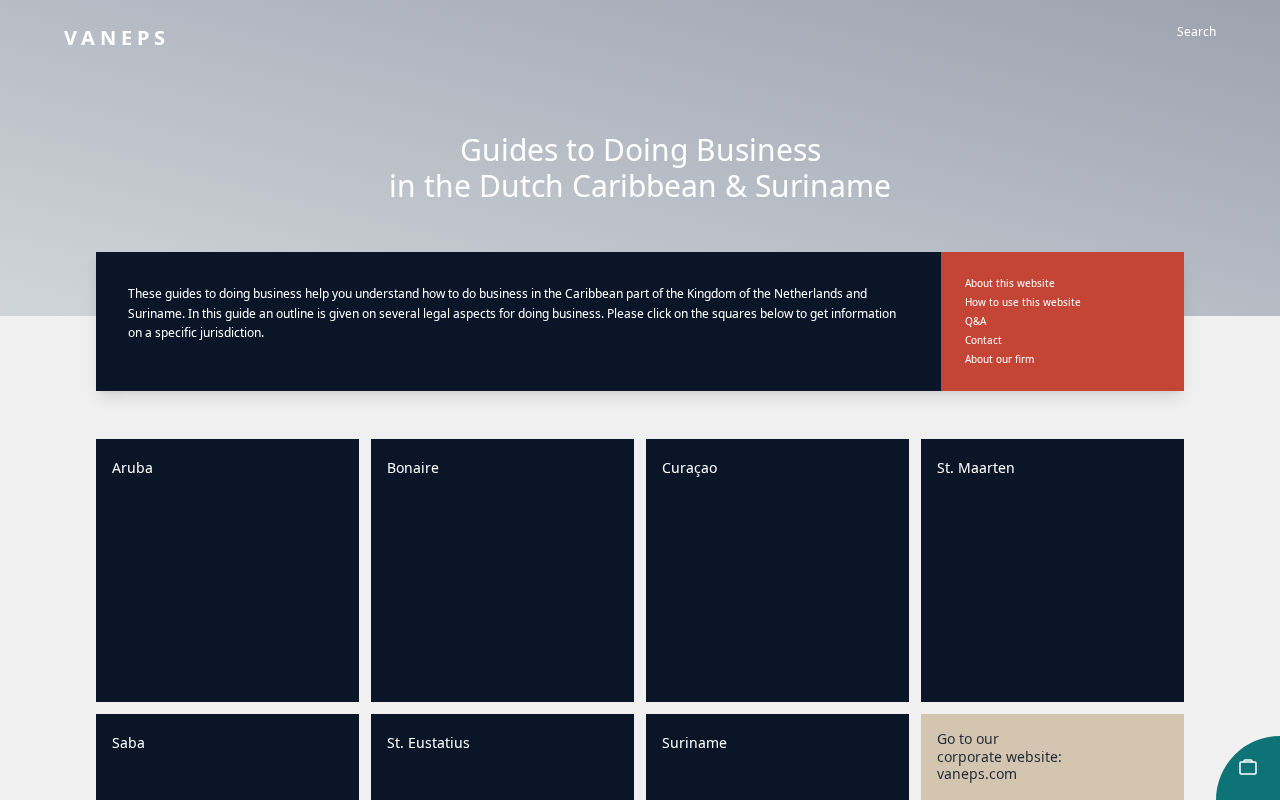 VANEPS
Search
Guides to Doing Business
in the Dutch Caribbean & Suriname
These guides to doing business help you understand how to do business in the Caribbean part of the Kingdom of the Netherlands and
Suriname. In this guide an outline is given on several legal aspects for doing business. Please click on the squares below to get information
on a specific jurisdiction.
About this website
How to use this website
Q&A
Contact
About our firm
Aruba
Bonaire
Curaçao
St. Maarten
Saba
St. Eustatius
Suriname
Go to our
corporate website:
vaneps.com